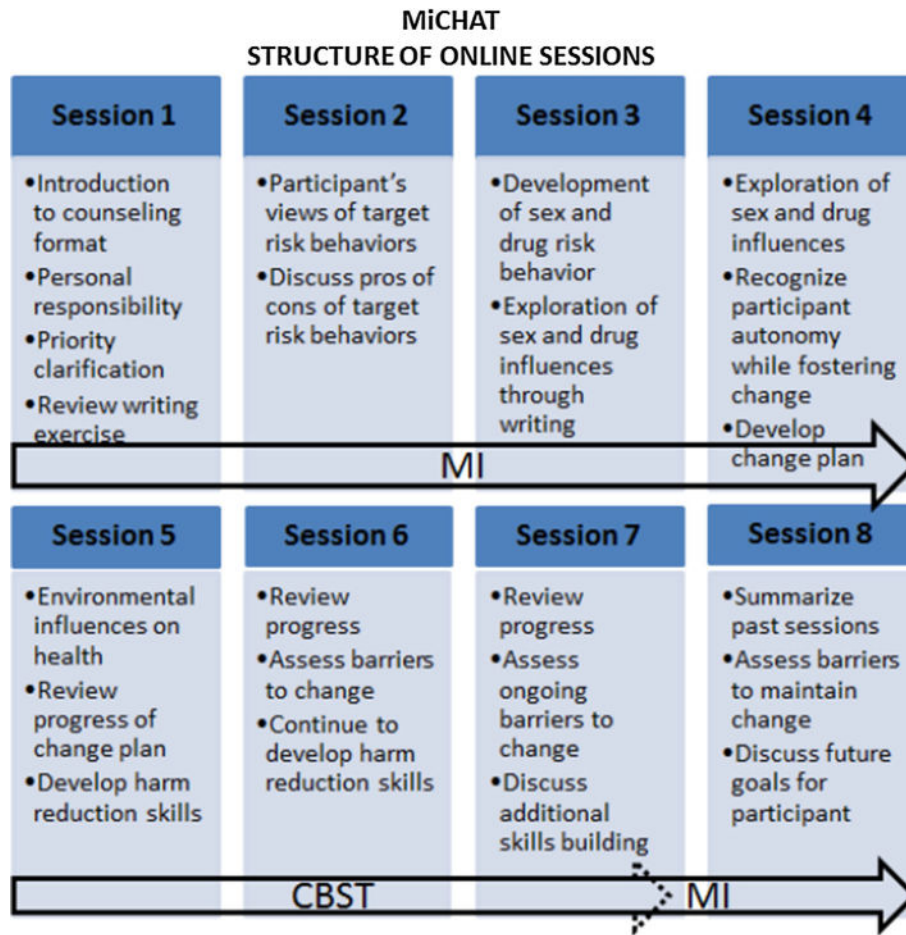 MiCHAT
STRUCTURE OF ONLINE SESSIONS
Session 1
•Introduction
to counseling
format
•Personal
responsibility
•Priority
clarification
•Review writing
exercise
Session 2
•Participant's
views of target
risk behaviors
•Discuss pros of
cons of target
risk behaviors
Session 3
•Development
of sex and
drug risk
behavior
•Exploration of
sex and drug
influences
through
writing
Session 4
•Exploration of
sex and drug
influences
•Recognize
participant
autonomy
while fostering
change
•Develop
change plan
MI
Session 5
•Environmental
influences on
health
•Review
progress of
change plan
•Develop harm
reduction skills
Session 6
•Review
progress
•Assess barriers
to change
•Continue to
develop harm
reduction skills
Session 7
•Review
progress
•Assess
ongoing
barriers to
change
•Discuss
additional
skills building
Session 8
•Summarize
past sessions
•Assess barriers
to maintain
change
•Discuss future
goals for
participant
CBST
MI